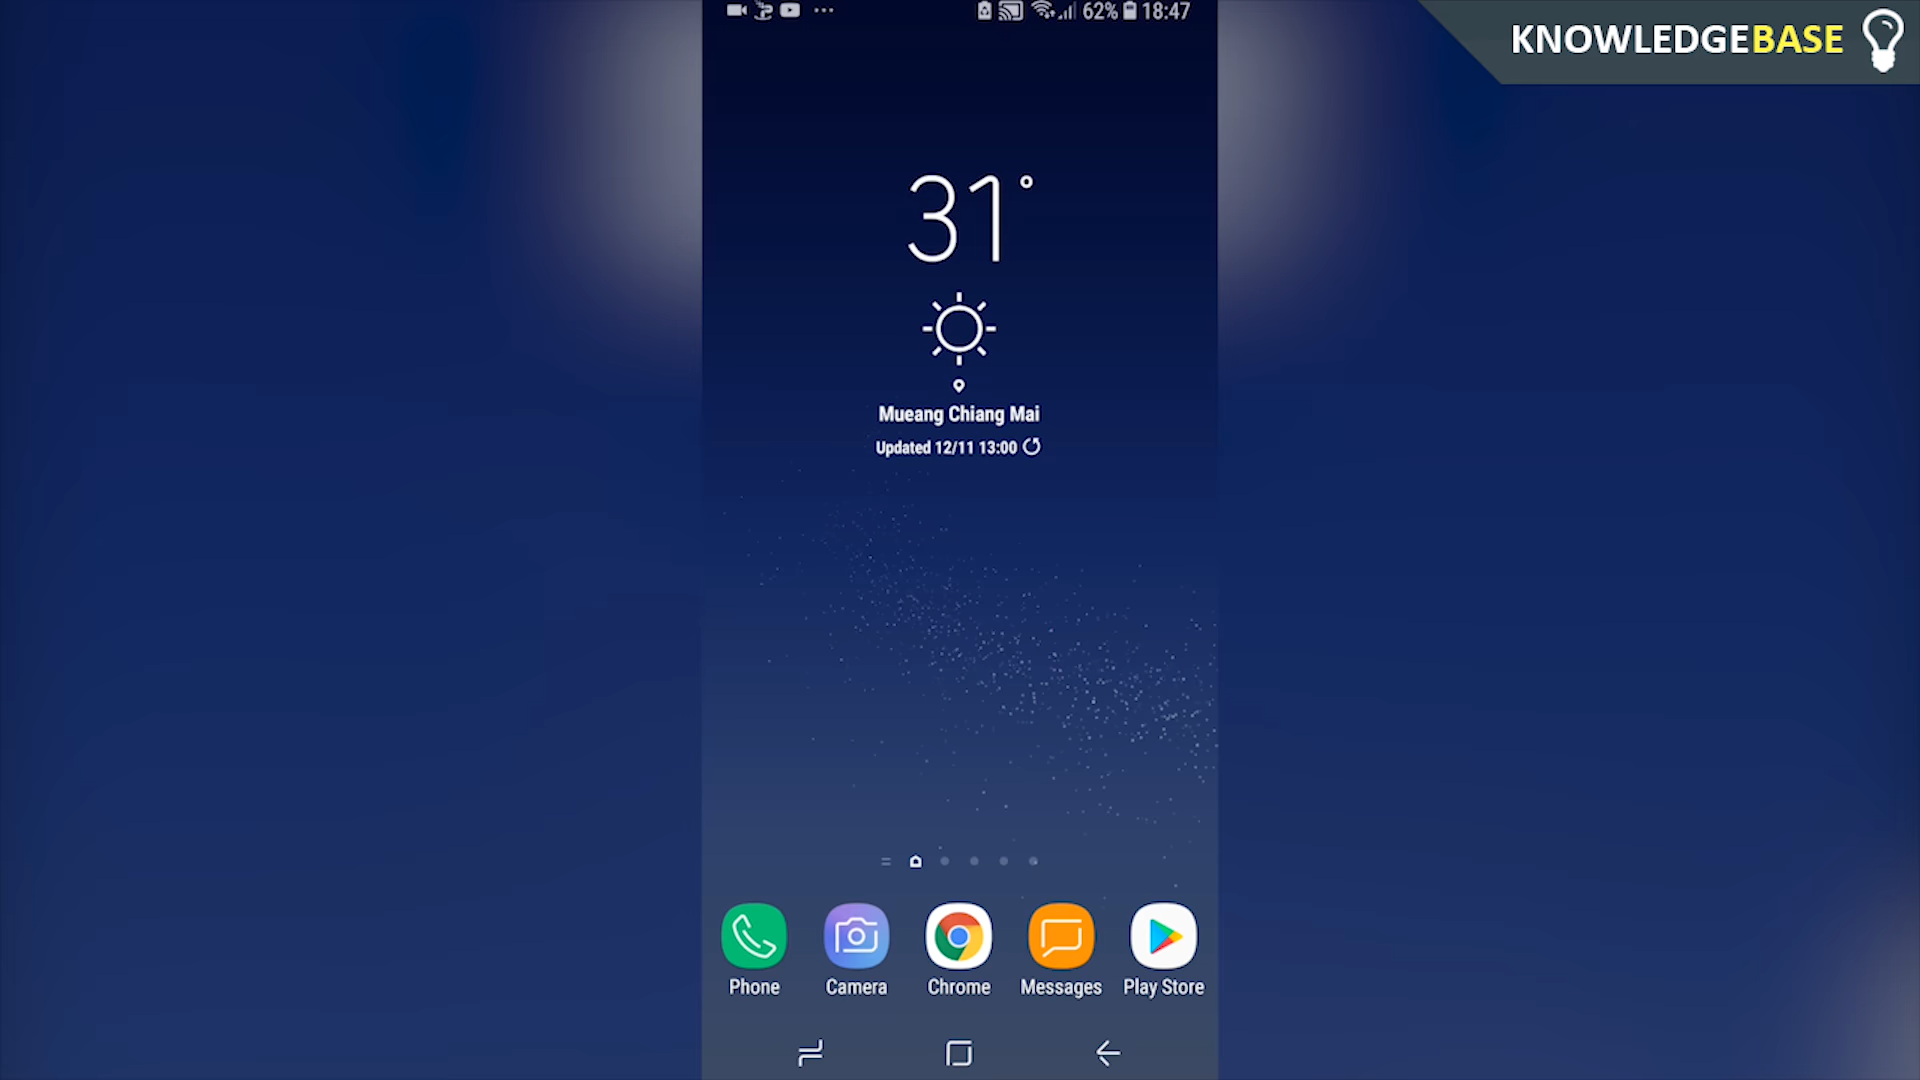 62% 18:47
KNOWLEDGEBASE
31°
Mueang Chiang Mai
Updated 12/11 13:00
Phone Camera Chrome Messages Play Store